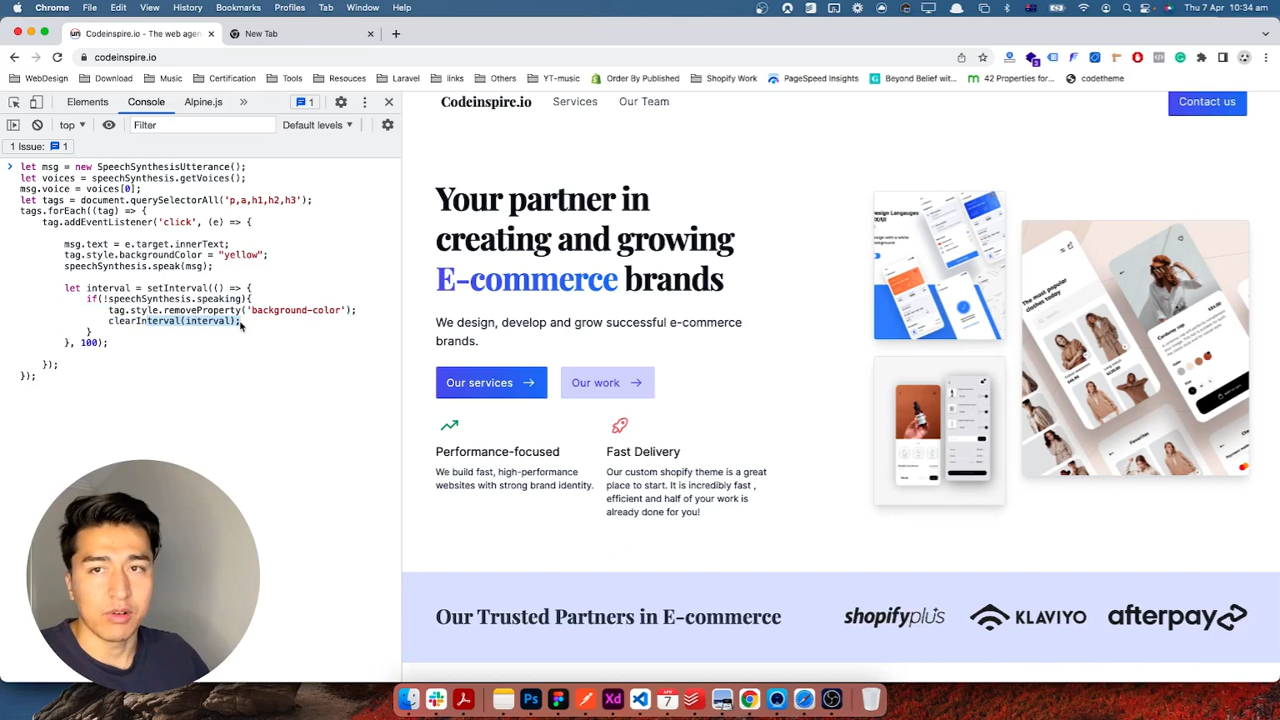 Chrome File Edit View History Bookmarks Profiles Tab Window Help
Thu 7 Apr 10:34 am
Codeinspire.io - The web agen
New Tab
codeinspire.io
WebDesign Download Music Certification Tools Resouces Laravel links Others YT-music Order By Published Shopify Work PageSpeed Insights Beyond Belief wit... 42 Properties for... codetheme
Elements Console Alpine.js » 1
top Filter Default levels
1 Issue: 1
let msg = new SpeechSynthesisUtterance();
let voices = speechSynthesis.getVoices();
msg.voice = voices[0];
let tags = document.querySelectorAll('p,a,h1,h2,h3');
tags.forEach((tag) => {
tag.addEventListener('click', (e) => {
msg.text = e.target.innerText;
tag.style.backgroundColor = "yellow";
speechSynthesis.speak(msg);
let interval = setInterval(() => {
if(!speechSynthesis.speaking){
tag.style.removeProperty('background-color');
clearInterval(interval);
}
}, 100);
});
});
Codeinspire.io Services Our Team Contact us
Your partner in
creating and growing
E-commerce brands
We design, develop and grow successful e-commerce
brands.
Our services → Our work →
Performance-focused
We build fast, high-performance
websites with strong brand identity.
Fast Delivery
Our custom shopify theme is a great
place to start. It is incredibly fast ,
efficient and half of your work is
already done for you!
The most popular
clothes today
Our Trusted Partners in E-commerce
shopifyplus
KLAVIYO
afterpay